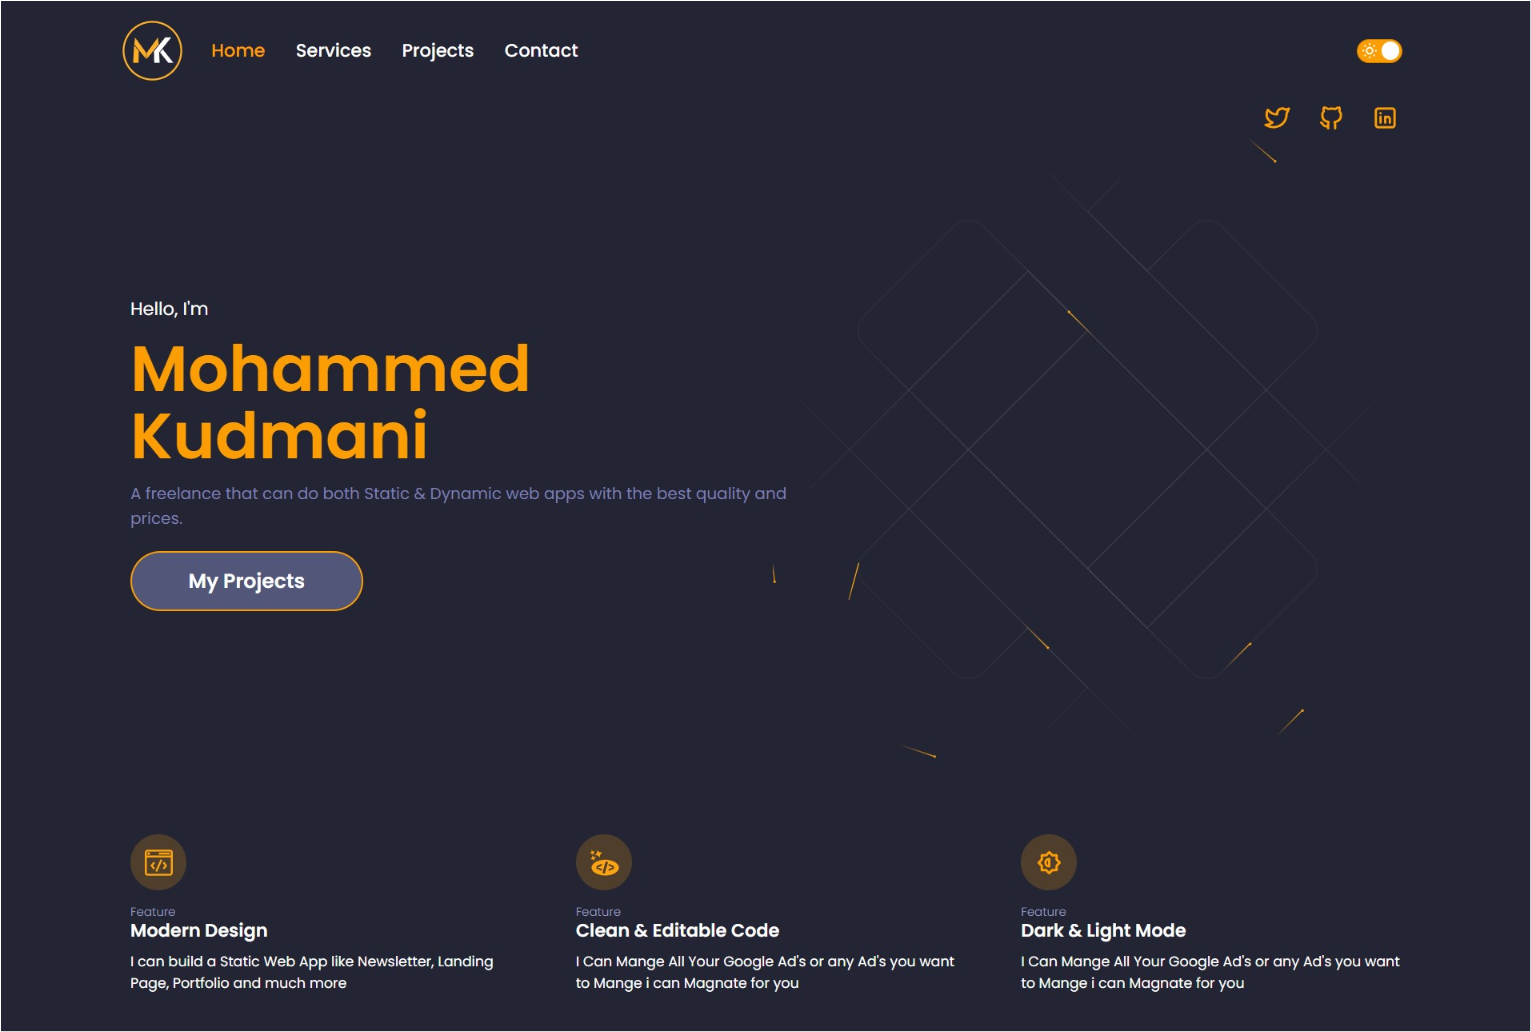 MK
Home Services Projects Contact
Hello, I'm
Mohammed
Kudmani
A freelance that can do both Static & Dynamic web apps with the best quality and
prices.
My Projects
Feature
Modern Design
I can build a Static Web App like Newsletter, Landing
Page, Portfolio and much more
Feature
Clean & Editable Code
I Can Mange All Your Google Ad's or any Ad's you want
to Mange i can Magnate for you
Feature
Dark & Light Mode
I Can Mange All Your Google Ad's or any Ad's you want
to Mange i can Magnate for you